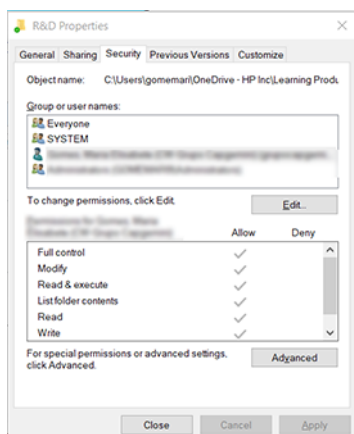 R&D Properties
General Sharing Security Previous Versions Customize
Object name: C:\Users\gomemari\OneDrive - HP Inc\Learning Produ
Group or user names:
Everyone
SYSTEM
To change permissions, click Edit.
Edit...
Allow Deny
Full control
Modify
Read & execute
List folder contents
Read
Write
For special permissions or advanced settings,
click Advanced.
Advanced
Close Cancel Apply